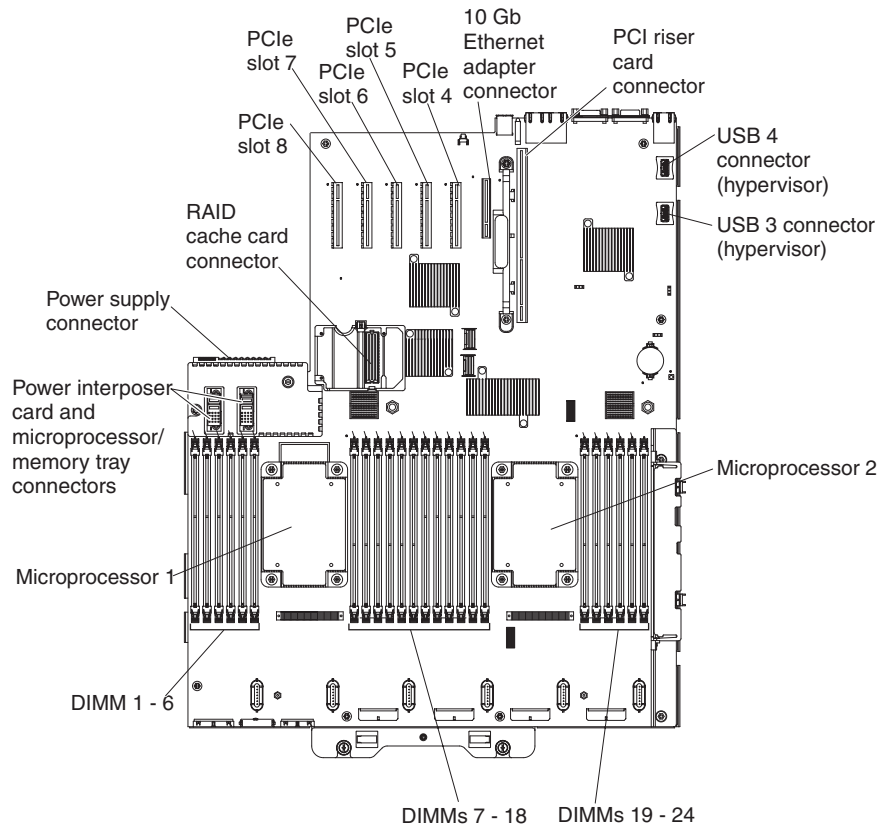 10 Gb
Ethernet
adapter
connector
PCI riser
card
connector
PCIe
slot 7
PCIe
slot 5
PCIe
slot 6
PCIe
slot 4
PCIe
slot 8
USB 4
connector
(hypervisor)
RAID
cache card
connector
USB 3 connector
(hypervisor)
Power supply
connector
Power interposer
card and
microprocessor/
memory tray
connectors
Microprocessor 2
Microprocessor 1
DIMM 1 - 6
DIMMs 7 - 18
DIMMs 19 - 24